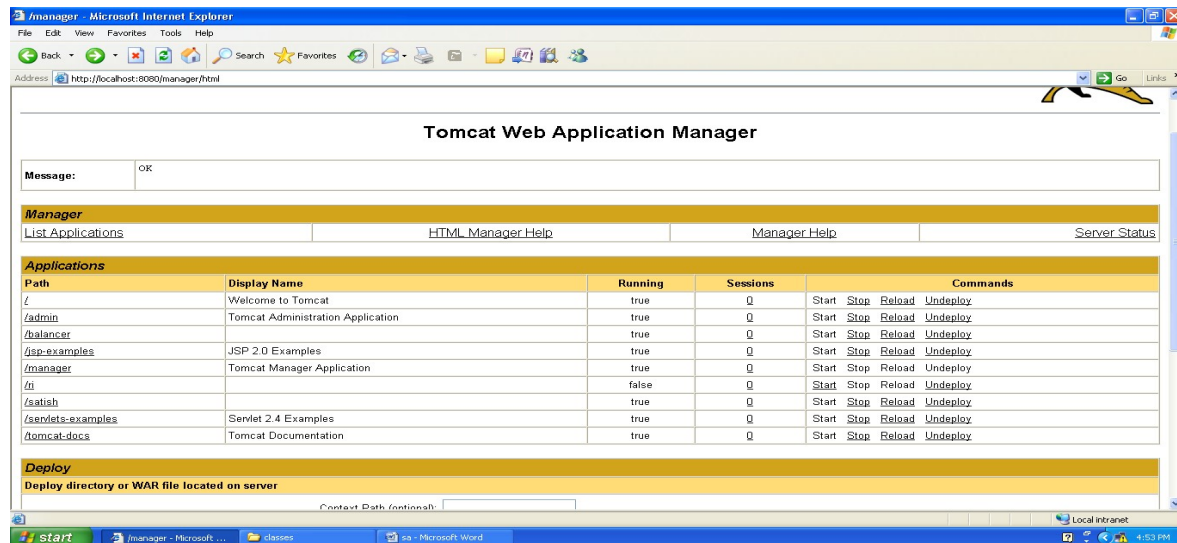 /manager - Microsoft Internet Explorer
File Edit View Favorites Tools Help
Back Search Favorites
Address http://localhost:8080/manager/html Go Links
Tomcat Web Application Manager
Message: OK
Manager
List Applications HTML Manager Help Manager Help Server Status
Applications
Path Display Name Running Sessions Commands
/ Welcome to Tomcat true 0 Start Stop Reload Undeploy
/admin Tomcat Administration Application true 0 Start Stop Reload Undeploy
/balancer true 0 Start Stop Reload Undeploy
/jsp-examples JSP 2.0 Examples true 0 Start Stop Reload Undeploy
/manager Tomcat Manager Application true 0 Start Stop Reload Undeploy
/ri false 0 Start Stop Reload Undeploy
/satish true 0 Start Stop Reload Undeploy
/servlets-examples Servlet 2.4 Examples true 0 Start Stop Reload Undeploy
/tomcat-docs Tomcat Documentation true 0 Start Stop Reload Undeploy
Deploy
Deploy directory or WAR file located on server
Context Path (optional):
Local intranet
start /manager - Microsoft ... classes sa - Microsoft Word 4:53 PM